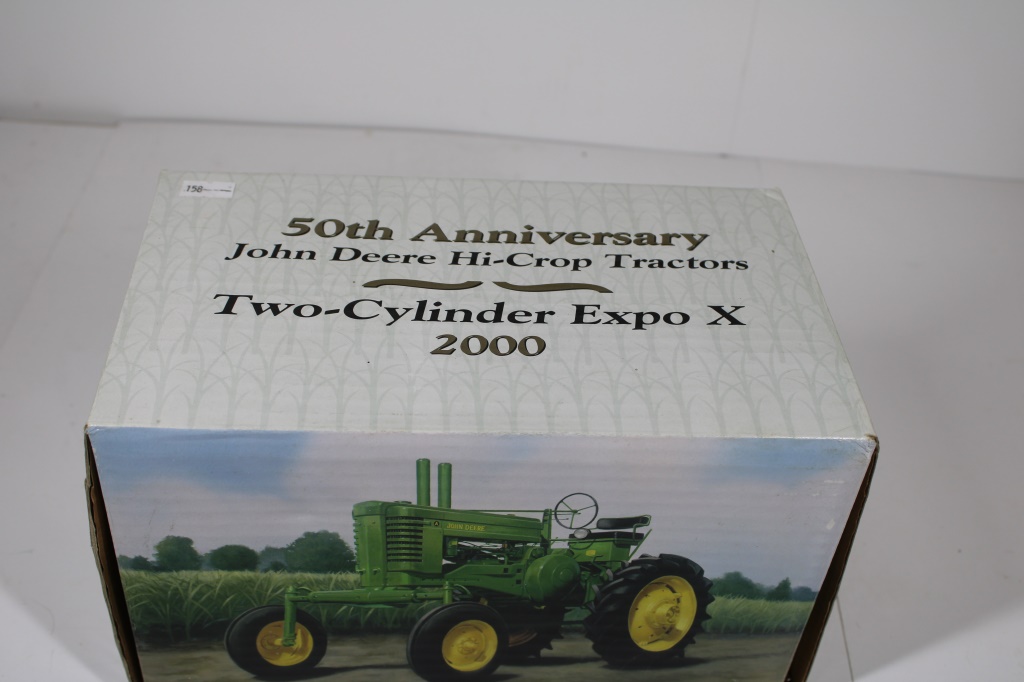 158
50th Anniversary
John Deere Hi-Crop Tractors
Two-Cylinder Expo X
2000
A
JOHN DEERE